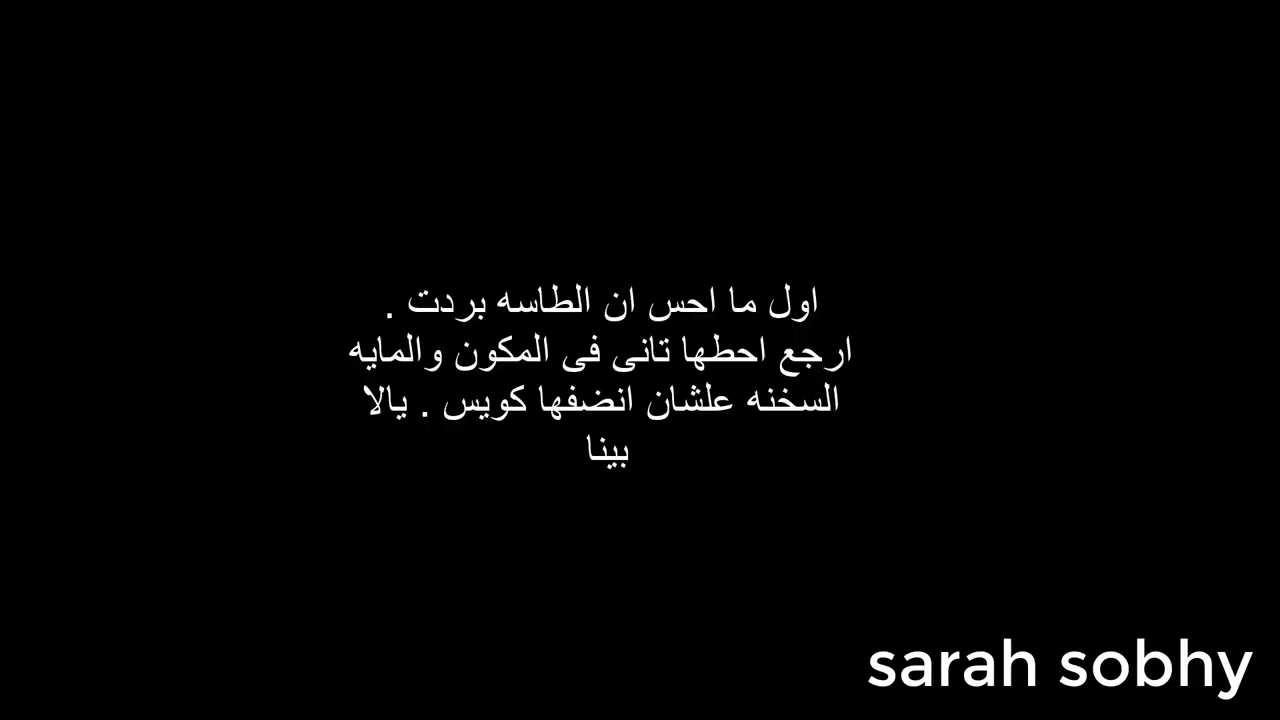 اول ما احس ان الطاسه بردت .
ارجع احطها تانى فى المكون والمايه
السخنه علشان انضفها كويس . يالا
بينا
sarah sobhy